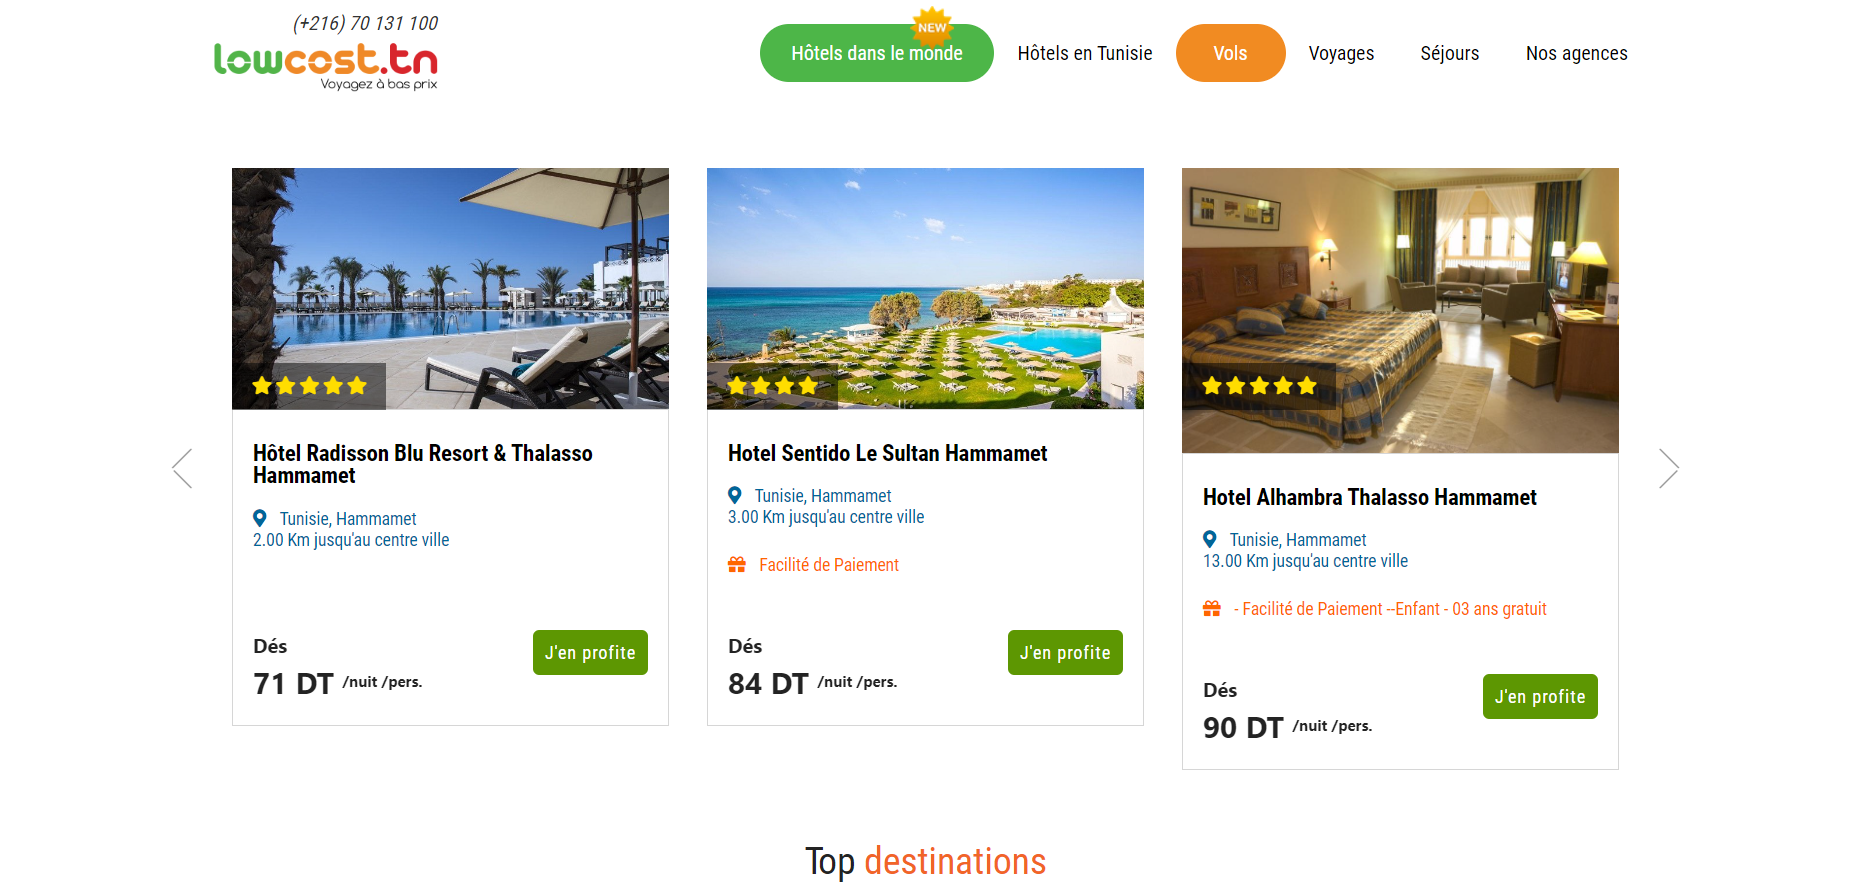 (+216) 70 131 100
lowcost.tn
Voyagez à bas prix
NEW
Hôtels dans le monde
Hôtels en Tunisie
Vols
Voyages
Séjours
Nos agences
Hôtel Radisson Blu Resort & Thalasso
Hammamet
Tunisie, Hammamet
2.00 Km jusqu'au centre ville
Dés
71 DT /nuit /pers.
J'en profite
Hotel Sentido Le Sultan Hammamet
Tunisie, Hammamet
3.00 Km jusqu'au centre ville
Facilité de Paiement
Dés
84 DT /nuit /pers.
J'en profite
Hotel Alhambra Thalasso Hammamet
Tunisie, Hammamet
13.00 Km jusqu'au centre ville
- Facilité de Paiement --Enfant - 03 ans gratuit
Dés
90 DT /nuit /pers.
J'en profite
Top destinations